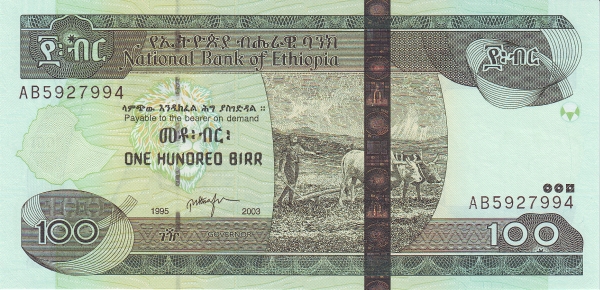 ፻፡ብር
የኢትዮጵያ ብሔራዊ ባንክ
National Bank of Ethiopia
፻፡ብር
AB5927994
ላምጭው እንዲከፈል ሕግ ያስገድዳል ።
Payable to the bearer on demand
መቶ፡ብር፡
ONE HUNDRED BIRR
AB5927994
1995
2003
100
ገዥ
GOVERNOR
100